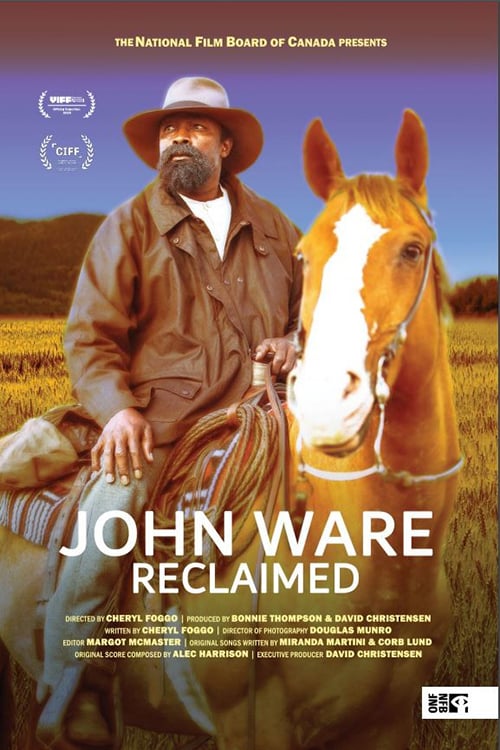 THE NATIONAL FILM BOARD OF CANADA PRESENTS
VIFF
CIFF
JOHN WARE
RECLAIMED
DIRECTED BY CHERYL FOGGO | PRODUCED BY BONNIE THOMPSON & DAVID CHRISTENSEN
WRITTEN BY CHERYL FOGGO | DIRECTOR OF PHOTOGRAPHY DOUGLAS MUNRO
EDITOR MARGOT MCMASTER | ORIGINAL SONGS WRITTEN BY MIRANDA MARTINI & CORB LUND
ORIGINAL SCORE COMPOSED BY ALEC HARRISON | EXECUTIVE PRODUCER DAVID CHRISTENSEN
ONF
NFB